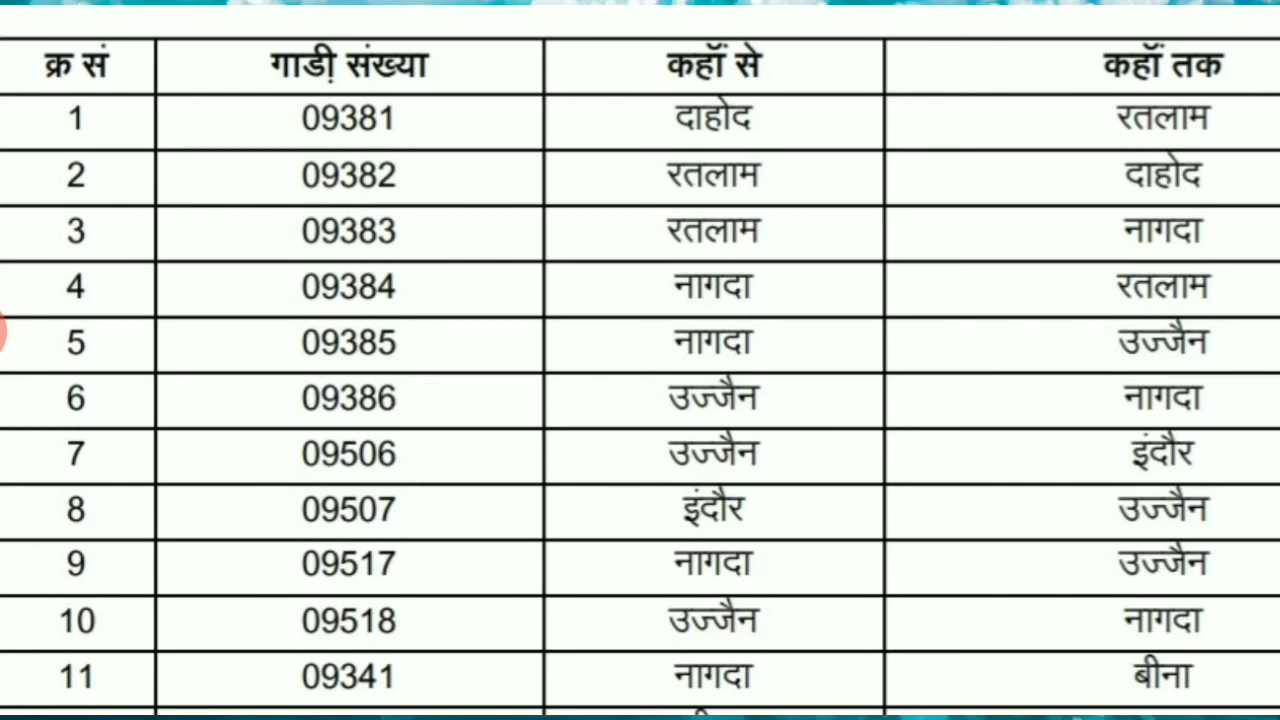 क्र सं गाडी़ संख्या कहॉं से कहॉं तक
1 09381 दाहोद रतलाम
2 09382 रतलाम दाहोद
3 09383 रतलाम नागदा
4 09384 नागदा रतलाम
5 09385 नागदा उज्जैन
6 09386 उज्जैन नागदा
7 09506 उज्जैन इंदौर
8 09507 इंदौर उज्जैन
9 09517 नागदा उज्जैन
10 09518 उज्जैन नागदा
11 09341 नागदा बीना